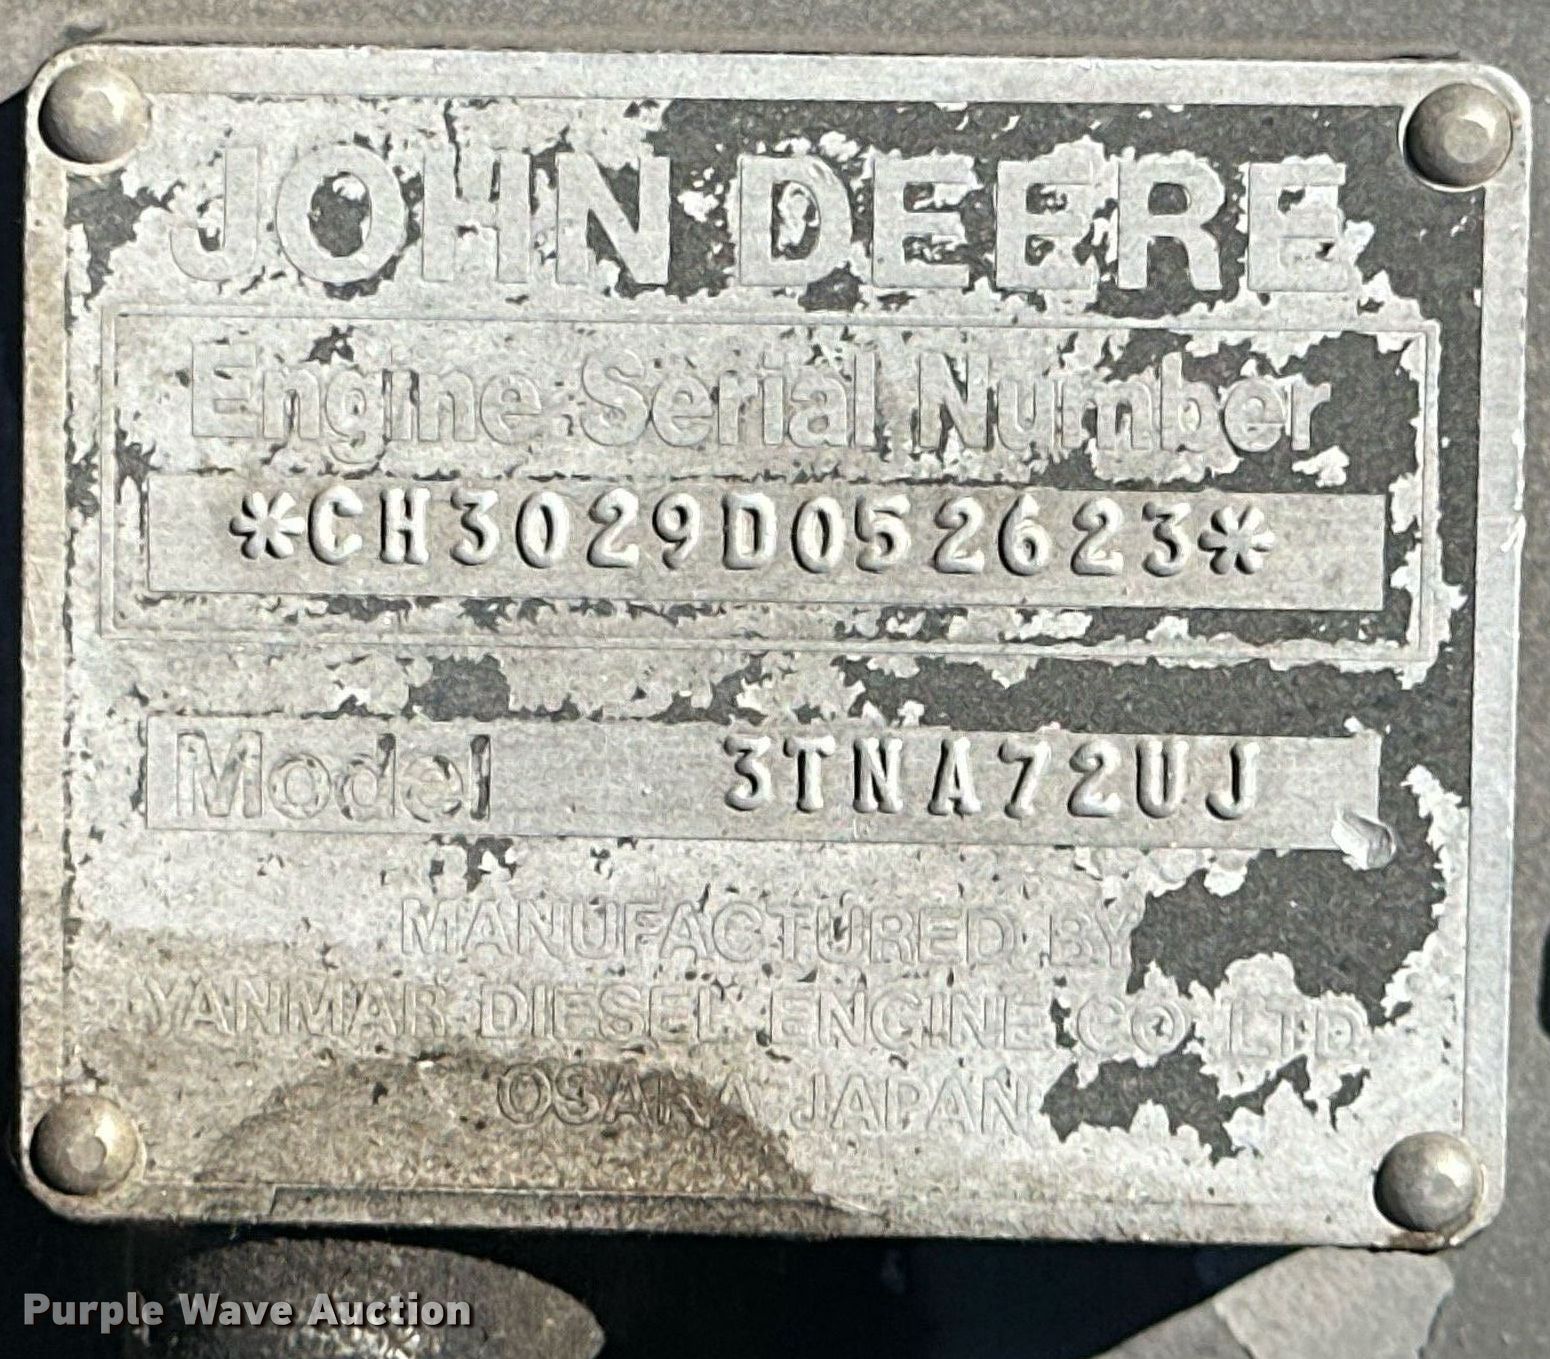 JOHN DEERE
Engine Serial Number
*CH3029D052623*
Model 3TNA72UJ
MANUFACTURED BY
YANMAR DIESEL ENGINE CO LTD
OSAKA JAPAN
Purple Wave Auction